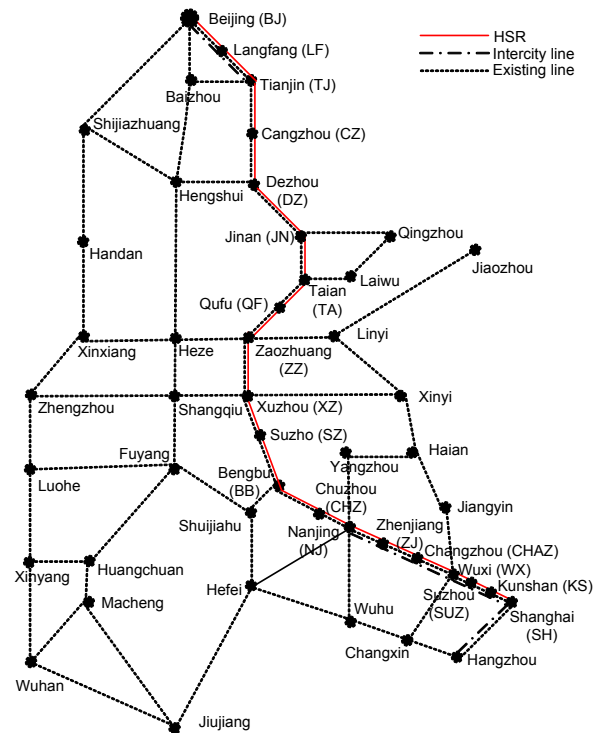 Beijing (BJ)
HSR
Intercity line
Existing line
Langfang (LF)
Baizhou
Tianjin (TJ)
Shijiazhuang
Cangzhou (CZ)
Hengshui
Dezhou
(DZ)
Jinan (JN)
Qingzhou
Handan
Jiaozhou
Laiwu
Taian
(TA)
Qufu (QF)
Xinxiang
Heze
Zaozhuang
(ZZ)
Linyi
Zhengzhou
Shangqiu
Xuzhou (XZ)
Xinyi
Suzho (SZ)
Fuyang
Yangzhou
Haian
Luohe
Bengbu
(BB)
Chuzhou
(CHZ)
Jiangyin
Shuijiahu
Nanjing
(NJ)
Zhenjiang
(ZJ)
Changzhou (CHAZ)
Xinyang
Huangchuan
Wuxi (WX)
Hefei
Suzhou
(SUZ)
Kunshan (KS)
Macheng
Wuhu
Shanghai
(SH)
Changxin
Hangzhou
Wuhan
Jiujiang